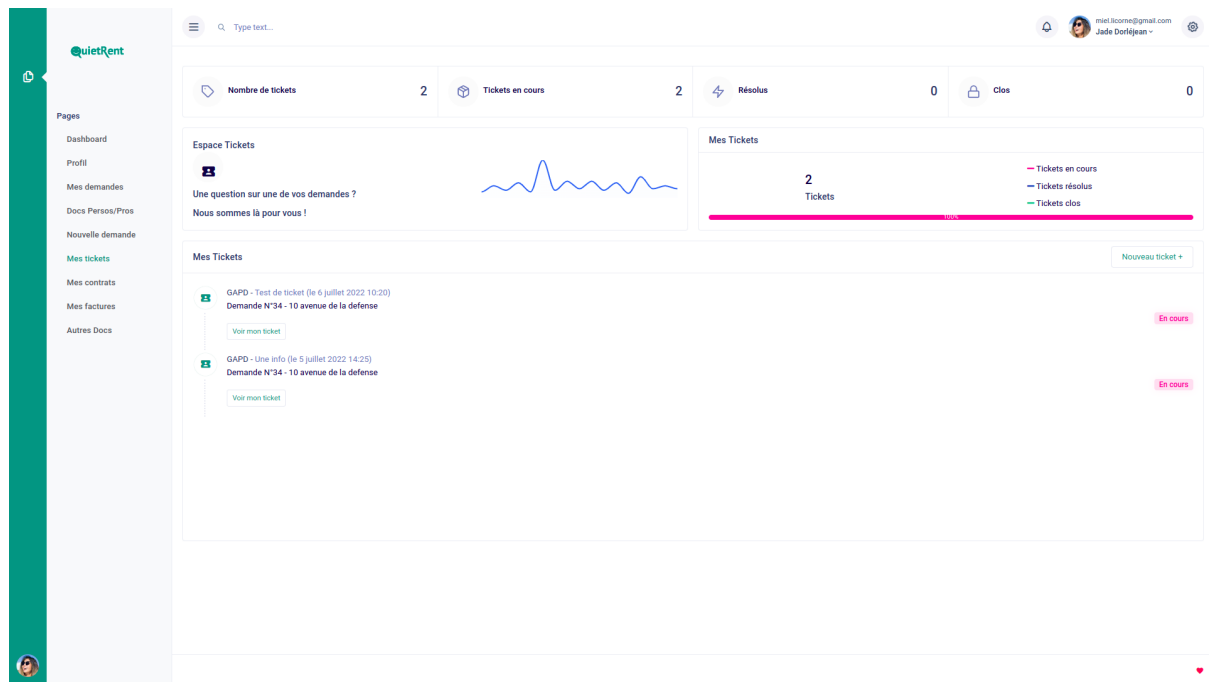 QuietRent
Type text...
miel.licorne@gmail.com
Jade Dorléjean
Pages
Dashboard
Profil
Mes demandes
Docs Persos/Pros
Nouvelle demande
Mes tickets
Mes contrats
Mes factures
Autres Docs
Nombre de tickets 2
Tickets en cours 2
Résolus 0
Clos 0
Espace Tickets
Une question sur une de vos demandes ?
Nous sommes là pour vous !
Mes Tickets
2
Tickets
Tickets en cours
Tickets résolus
Tickets clos
100%
Mes Tickets
Nouveau ticket +
GAPD - Test de ticket (le 6 juillet 2022 10:20)
Demande N°34 - 10 avenue de la defense
En cours
Voir mon ticket
GAPD - Une info (le 5 juillet 2022 14:25)
Demande N°34 - 10 avenue de la defense
En cours
Voir mon ticket